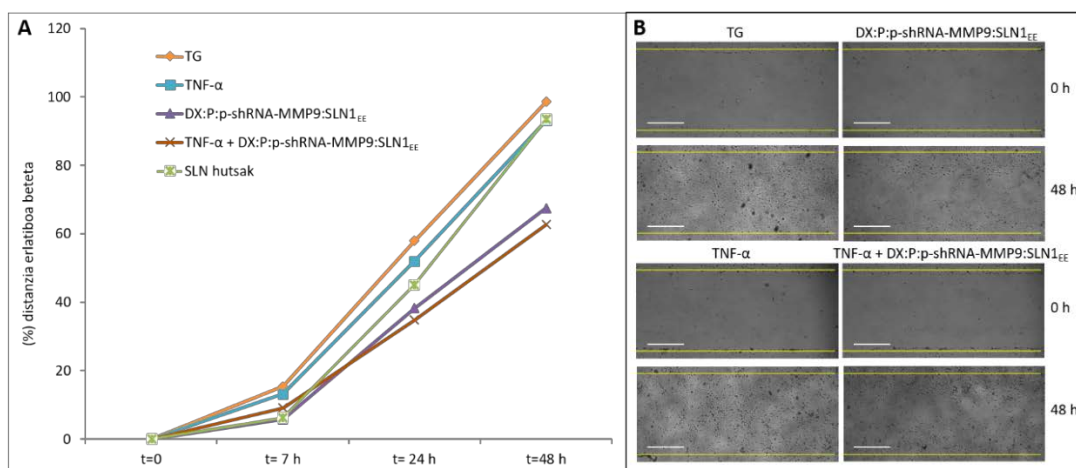 A
120
100
80
60
40
20
0
(%) distantzia erlatiboa beteta
TG
TNF-α
DX:P:p-shRNA-MMP9:SLN1EE
TNF-α + DX:P:p-shRNA-MMP9:SLN1EE
SLN hutsak
t=0 t= 7 h t= 24 h t=48 h
B
TG DX:P:p-shRNA-MMP9:SLN1EE
0 h
48 h
TNF-α TNF-α + DX:P:p-shRNA-MMP9:SLN1EE
0 h
48 h